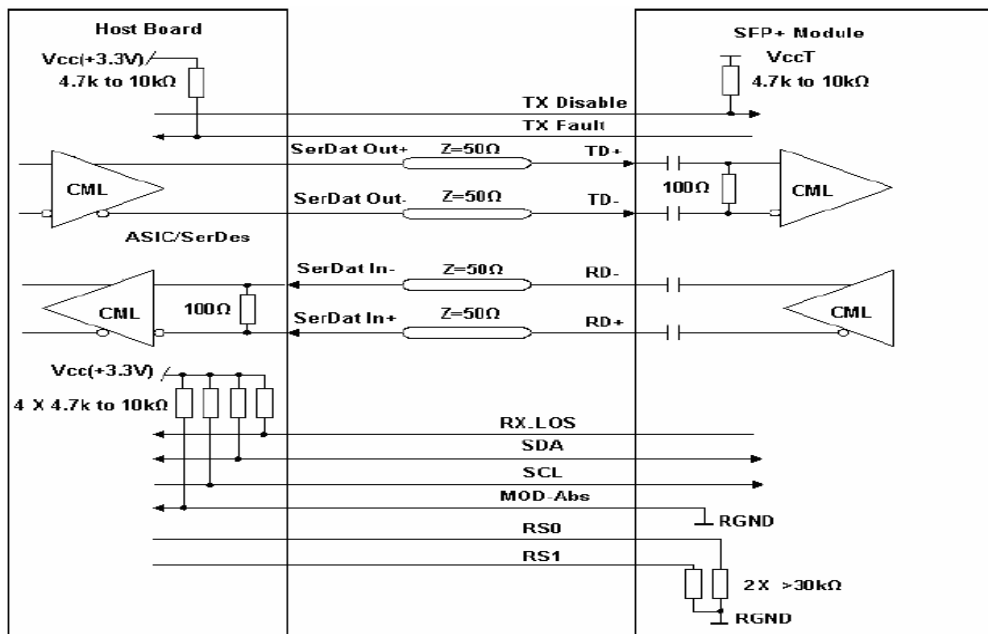 Host Board
SFP+ Module
Vcc(+3.3V)
4.7k to 10kΩ
VccT
4.7k to 10kΩ
TX Disable
TX Fault
SerDat Out+
Z=50Ω
TD+
CML
100Ω
CML
SerDat Out-
Z=50Ω
TD-
ASIC/SerDes
SerDat In-
Z=50Ω
RD-
CML
100Ω
CML
SerDat In+
Z=50Ω
RD+
Vcc(+3.3V)
4 X 4.7k to 10kΩ
RX-LOS
SDA
SCL
MOD-Abs
RGND
RS0
RS1
2X >30kΩ
RGND